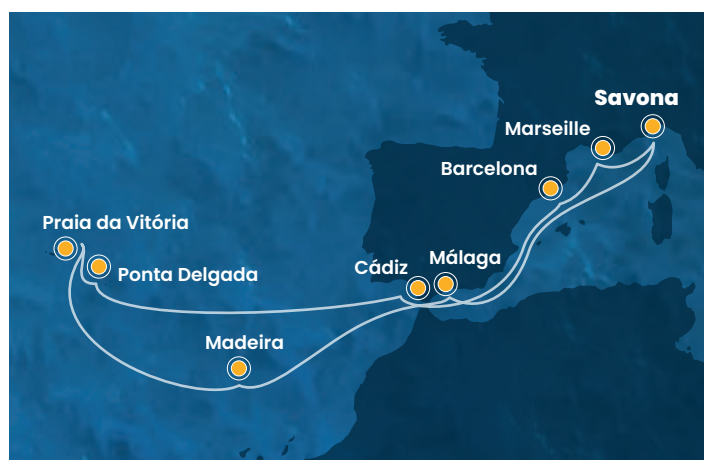 Savona
Marseille
Barcelona
Praia da Vitória
Málaga
Cádiz
Ponta Delgada
Madeira